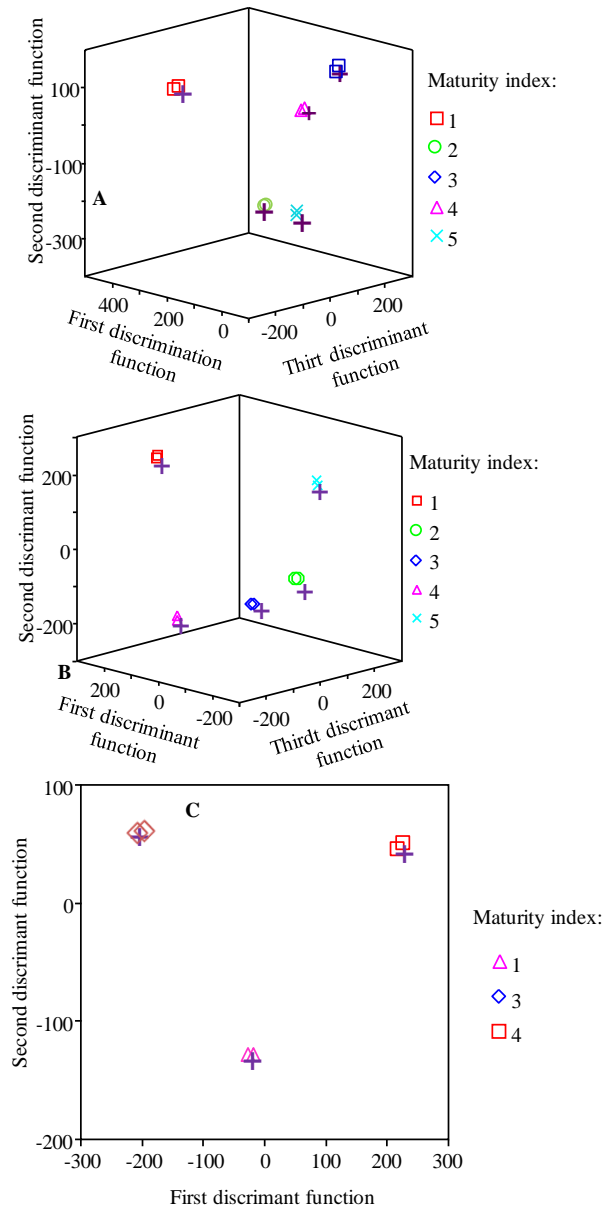 100
-100
-300
Second discriminant function
A
400
200
0
First discrimination
function
-200
0
200
Thirt discriminant
function
Maturity index:
1
2
3
4
5
200
0
-200
Second discrimant function
B
200
0
-200
First discriminant
function
-200
0
200
Thirdt discrimant
function
Maturity index:
1
2
3
4
5
100
0
-100
-200
Second discrimant function
C
-300
-200
-100
0
100
200
300
First discrimant function
Maturity index:
1
3
4